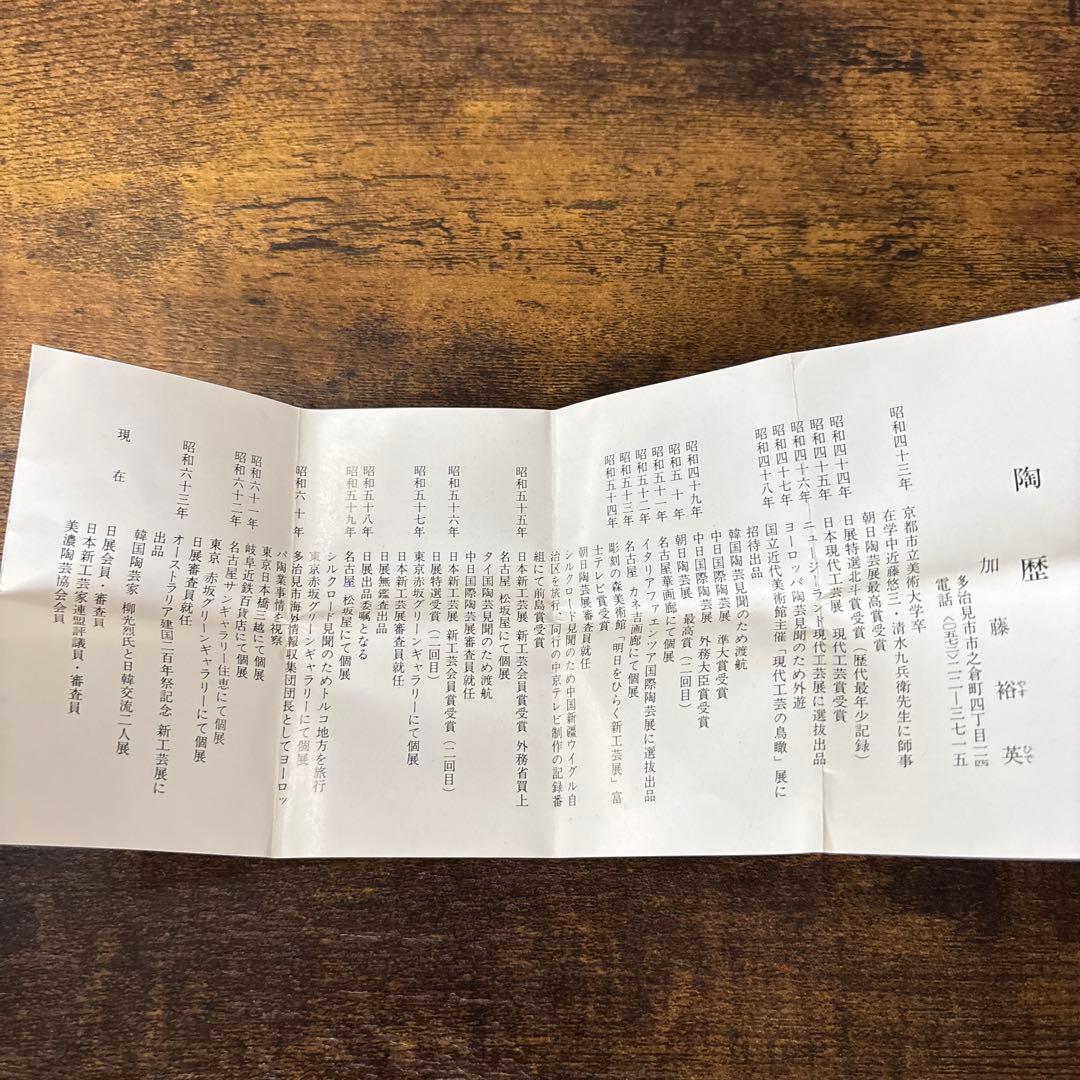 陶歴
加藤裕英
やす ひで
多治見市市之倉町四丁目二四
電話〈〇五七二〉二二―三七一五
昭和四十三年 京都市立美術大学卒
在学中近藤悠三・清水九兵衛先生に師事
朝日陶芸展最高賞受賞
昭和四十四年 日展特選北斗賞受賞(歴代最年少記録)
昭和四十五年 日本現代工芸展 現代工芸賞受賞
昭和四十六年 ニュージーランド現代工芸展に選抜出品
昭和四十七年 ヨーロッパ陶芸見聞のため外遊
昭和四十八年 国立近代美術館主催「現代工芸の鳥瞰」展に
招待出品
韓国陶芸見聞のため渡航
昭和四十九年 中日国際陶芸展 準大賞受賞
中日国際陶芸展 外務大臣賞受賞
昭和五十年 朝日陶芸展 最高賞(二回目)
昭和五十一年 名古屋華画廊にて個展
昭和五十二年 イタリアファエンツア国際陶芸展に選抜出品
昭和五十三年 名古屋 カネ吉画廊にて個展
昭和五十四年 彫刻の森美術館「明日をひらく新工芸展」富
士テレビ賞受賞
朝日陶芸展審査員就任
シルクロード見聞のため中国新疆ウイグル自
治区を旅行、同行の中京テレビ制作の記録番
組にて前島賞受賞
昭和五十五年 日本新工芸展 新工芸会員賞受賞 外務省買上
名古屋 松坂屋にて個展
タイ国陶芸見聞のため渡航
中日国際陶芸展審査員就任
昭和五十六年 日本新工芸展 新工芸会員賞受賞(二回目)
日展特選受賞(二回目)
昭和五十七年 東京赤坂グリーンギャラリーにて個展
日本新工芸展審査員就任
日展無鑑査出品
昭和五十八年 日展出品委嘱となる
昭和五十九年 名古屋 松坂屋にて個展
シルクロード見聞のためトルコ地方を旅行
東京赤坂グリーンギャラリーにて個展
昭和六十年 多治見市海外情報収集団団長としてヨーロッ
パ陶業事情を視察
東京日本橋三越にて個展
昭和六十一年 岐阜近鉄百貨店にて個展
昭和六十二年 名古屋サンギャラリー住恵にて個展
東京 赤坂グリーンギャラリーにて個展
日展審査員就任
昭和六十三年 オーストラリア建国二百年祭記念 新工芸展に
出品
韓国陶芸家 柳光烈氏と日韓交流二人展
現在 日展会員・審査員
日本新工芸家連盟評議員・審査員
美濃陶芸協会会員